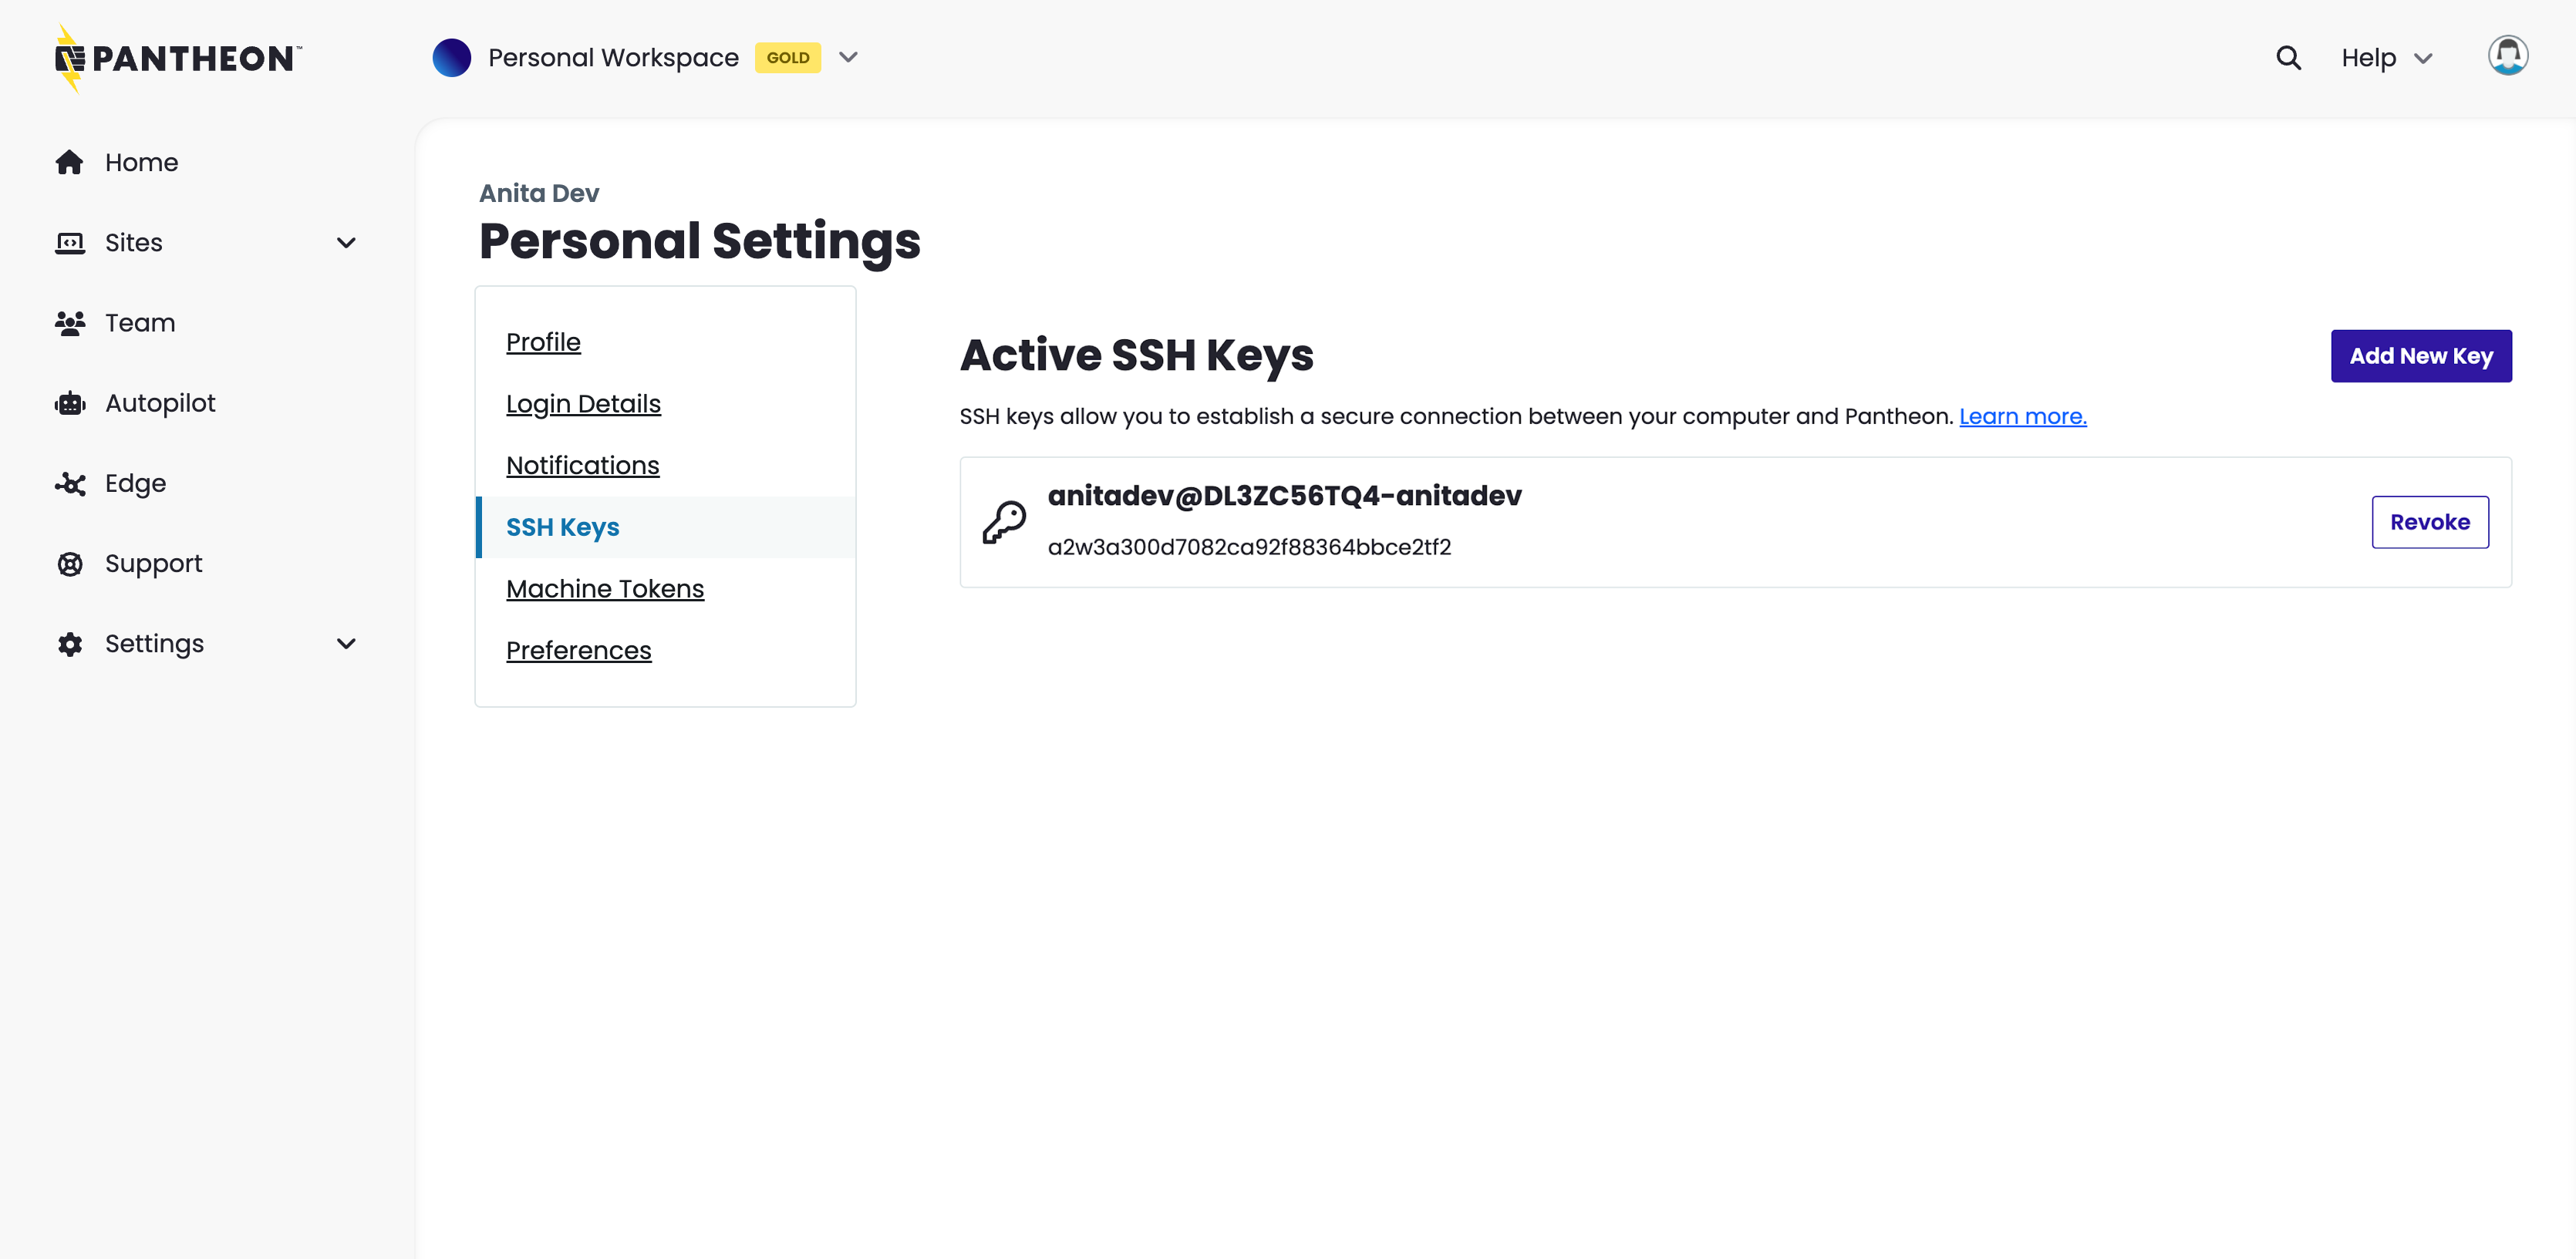 PANTHEON™
Personal Workspace GOLD
Help
Home
Sites
Team
Autopilot
Edge
Support
Settings
Anita Dev
Personal Settings
Profile
Login Details
Notifications
SSH Keys
Machine Tokens
Preferences
Active SSH Keys
Add New Key
SSH keys allow you to establish a secure connection between your computer and Pantheon. Learn more.
anitadev@DL3ZC56TQ4-anitadev
a2w3a300d7082ca92f88364bbce2tf2
Revoke